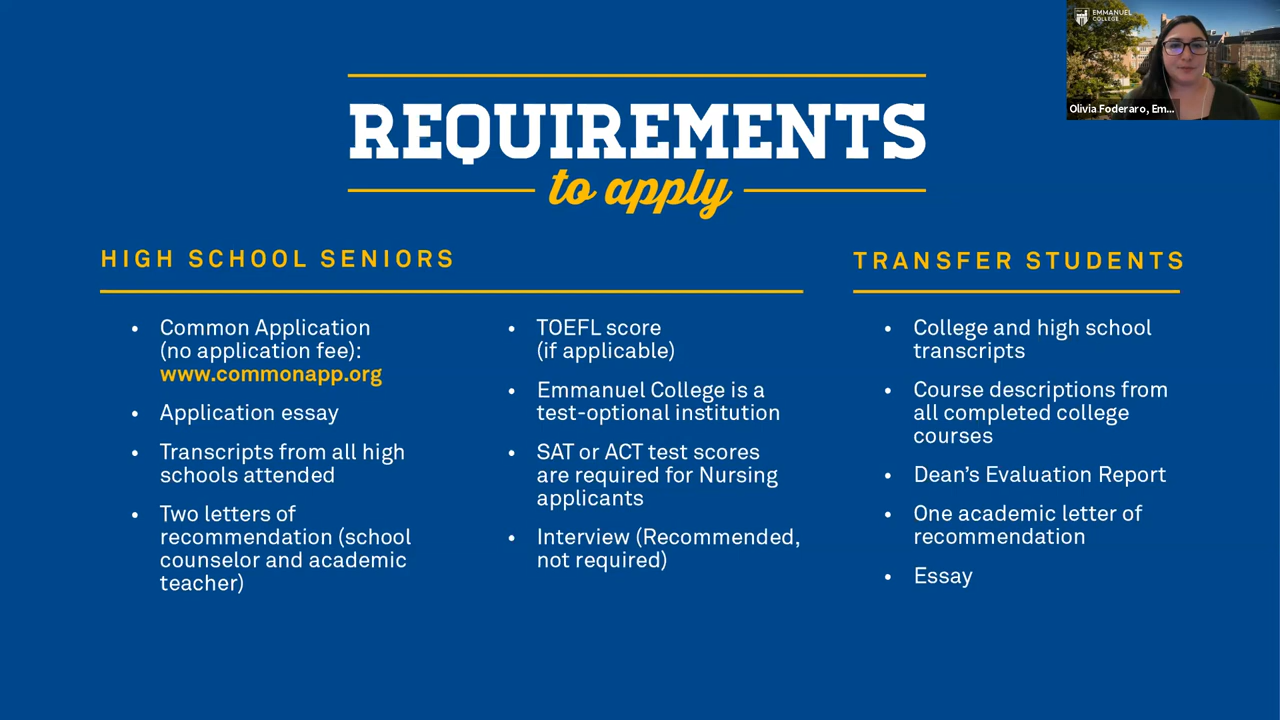 EMMANUEL
COLLEGE
Olivia Foderaro, Em...
REQUIREMENTS
to apply
HIGH SCHOOL SENIORS
• Common Application
(no application fee):
www.commonapp.org
• Application essay
• Transcripts from all high
schools attended
• Two letters of
recommendation (school
counselor and academic
teacher)
• TOEFL score
(if applicable)
• Emmanuel College is a
test-optional institution
• SAT or ACT test scores
are required for Nursing
applicants
• Interview (Recommended,
not required)
TRANSFER STUDENTS
• College and high school
transcripts
• Course descriptions from
all completed college
courses
• Dean’s Evaluation Report
• One academic letter of
recommendation
• Essay